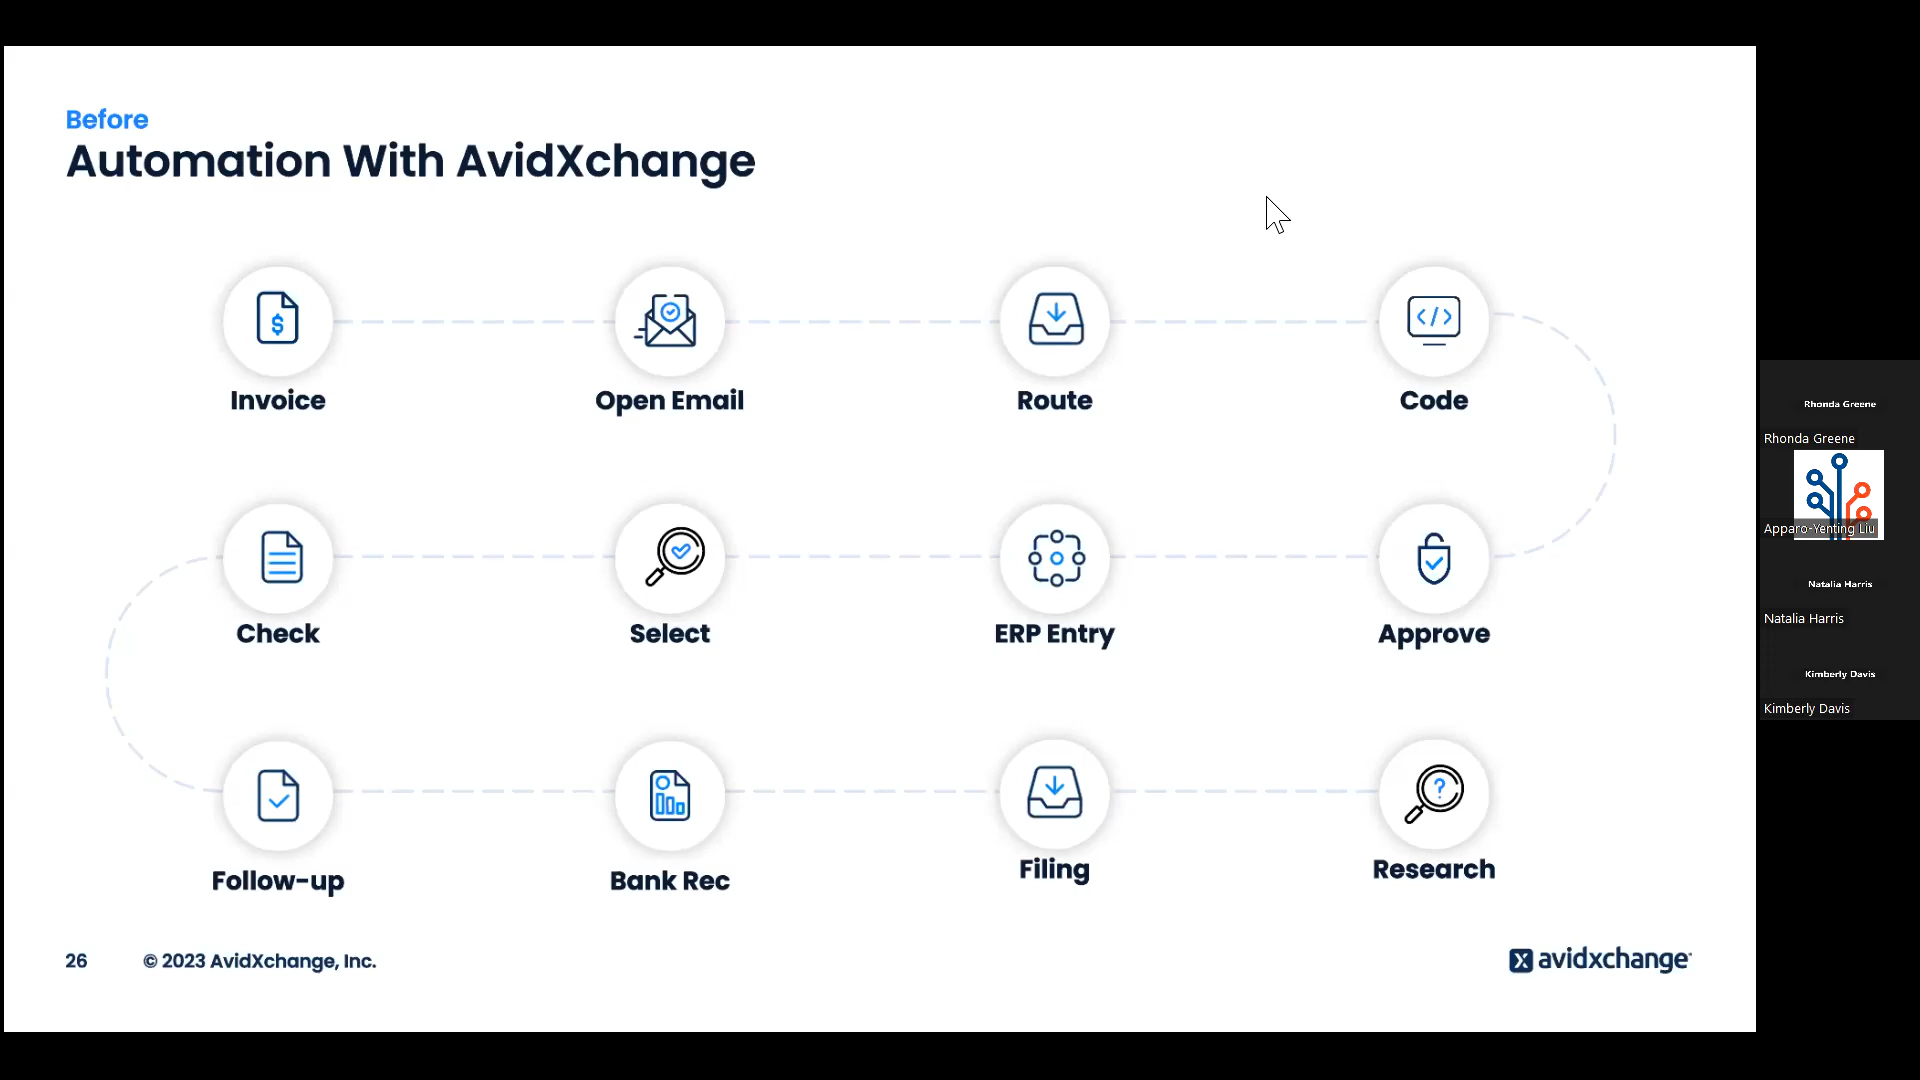 Before
Automation With AvidXchange
$
</>
Invoice
Open Email
Route
Code
Check
Select
ERP Entry
Approve
?
Follow-up
Bank Rec
Filing
Research
26
© 2023 AvidXchange, Inc.
X avidxchange
Rhonda Greene
Rhonda Greene
Apparo-Yenting Liu
Natalia Harris
Natalia Harris
Kimberly Davis
Kimberly Davis